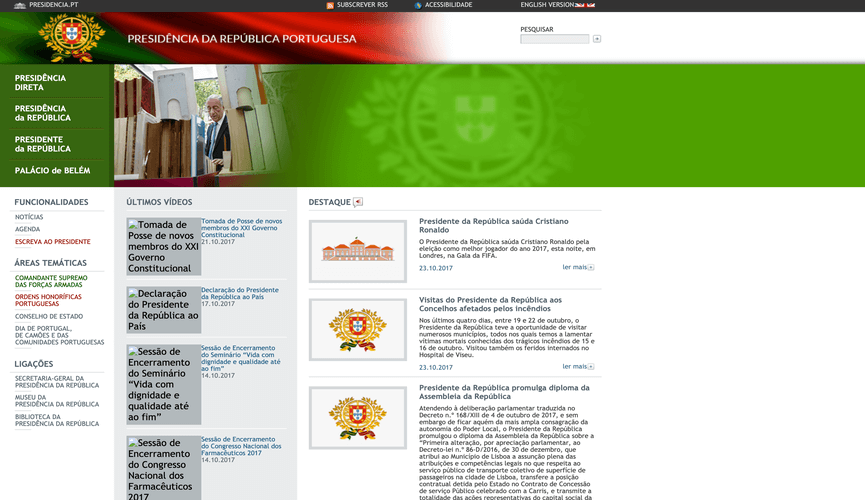 PRESIDENCIA.PT
SUBSCREVER RSS
ACESSIBILIDADE
ENGLISH VERSION
PRESIDÊNCIA DA REPÚBLICA PORTUGUESA
PESQUISAR
PRESIDÊNCIA
DIRETA
PRESIDÊNCIA
da REPÚBLICA
PRESIDENTE
da REPÚBLICA
PALÁCIO de BELÉM
FUNCIONALIDADES
NOTÍCIAS
AGENDA
ESCREVA AO PRESIDENTE
ÁREAS TEMÁTICAS
COMANDANTE SUPREMO
DAS FORÇAS ARMADAS
ORDENS HONORÍFICAS
PORTUGUESAS
CONSELHO DE ESTADO
DIA DE PORTUGAL,
DE CAMÕES E DAS
COMUNIDADES PORTUGUESAS
LIGAÇÕES
SECRETARIA-GERAL DA
PRESIDÊNCIA DA REPÚBLICA
MUSEU DA
PRESIDÊNCIA DA REPÚBLICA
BIBLIOTECA DA
PRESIDÊNCIA DA REPÚBLICA
ÚLTIMOS VÍDEOS
Tomada de
Posse de novos
membros do XXI
Governo
Constitucional
Tomada de Posse de novos
membros do XXI Governo
Constitucional
21.10.2017
Declaração
do Presidente
da República ao
País
Declaração do Presidente
da República ao País
17.10.2017
Sessão de
Encerramento
do Seminário
“Vida com
dignidade e
qualidade até
ao fim”
Sessão de Encerramento
do Seminário “Vida com
dignidade e qualidade até
ao fim”
14.10.2017
Sessão de
Encerramento
do Congresso
Nacional dos
Farmacêuticos
2017
Sessão de Encerramento
do Congresso Nacional dos
Farmacêuticos 2017
14.10.2017
DESTAQUE
Presidente da República saúda Cristiano
Ronaldo
O Presidente da República saúda Cristiano Ronaldo pela
eleição como melhor jogador do ano 2017, esta noite, em
Londres, na Gala da FIFA.
23.10.2017
ler mais
Visitas do Presidente da República aos
Concelhos afetados pelos incêndios
Nos últimos quatro dias, entre 19 e 22 de outubro, o
Presidente da República teve a oportunidade de visitar
numerosos municípios, todos nos quais temos a lamentar
vítimas mortais conhecidas dos trágicos incêndios de 15 e
16 de outubro. Visitou também os feridos internados no
Hospital de Viseu.
23.10.2017
ler mais
Presidente da República promulga diploma da
Assembleia da República
Atendendo à deliberação parlamentar traduzida no
Decreto n.º 168/XIII de 4 de outubro de 2017, e sem
embargo de ficar aquém da mais ampla consagração da
autonomia do Poder Local, o Presidente da República
promulgou o diploma da Assembleia da República sobre a
“Primeira alteração, por apreciação parlamentar, ao
Decreto-lei n.º 86-D/2016, de 30 de dezembro, que
atribui ao Município de Lisboa a assunção plena das
atribuições e competências legais no que respeita ao
serviço público de transporte coletivo de superfície de
passageiros na cidade de Lisboa, transfere a posição
contratual detida pelo Estado no Contrato de Concessão
de serviço Público celebrado com a Carris, e transmite a
totalidade das ações representativas do capital social da